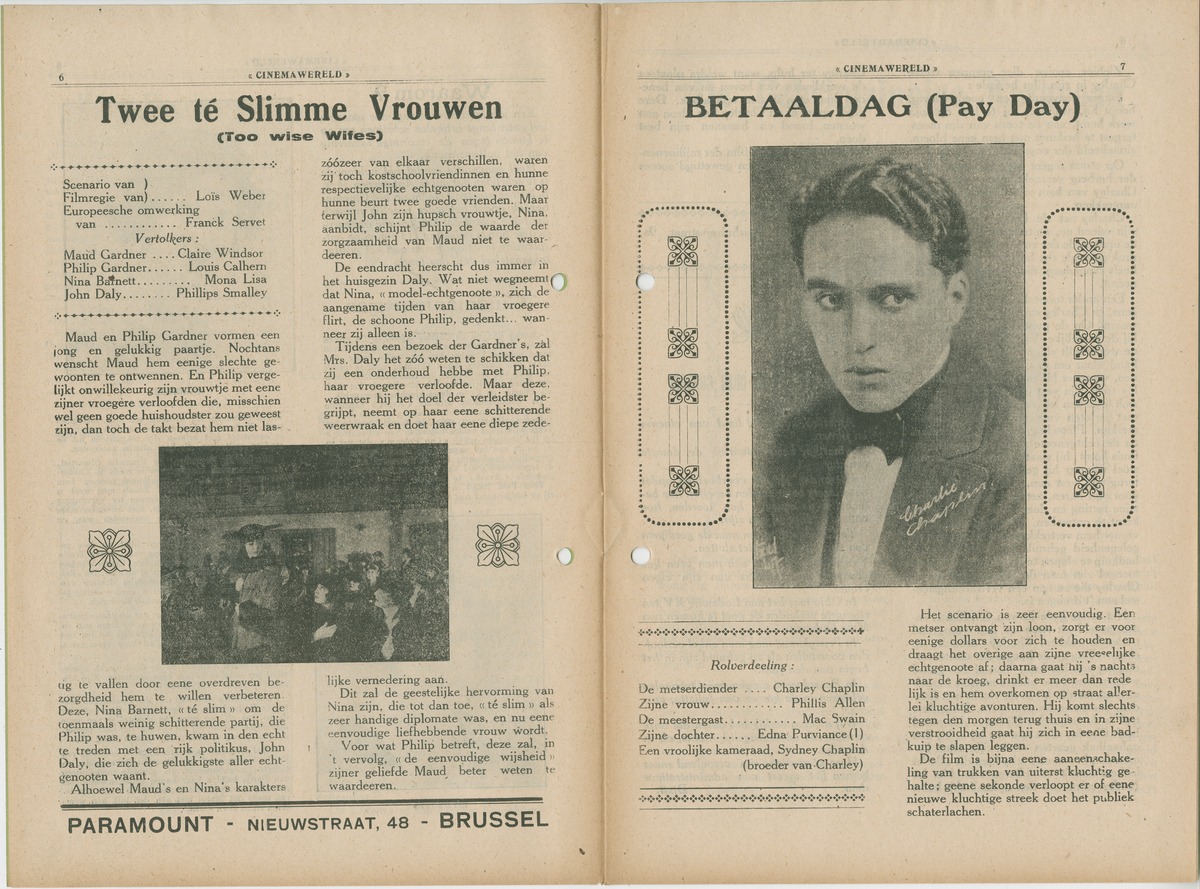 6
« CINEMAWERELD »
Twee té Slimme Vrouwen
(Too wise Wifes)
Scenario van )
Filmregie van) ...... Loïs Weber
Europeesche omwerking
van ............ Franck Servet
Vertolkers :
Maud Gardner .... Claire Windsor
Philip Gardner...... Louis Calhern
Nina Barnett......... Mona Lisa
John Daly........ Phillips Smalley
Maud en Philip Gardner vormen een
jong en gelukkig paartje. Nochtans
wenscht Maud hem eenige slechte ge-
woonten te ontwennen. En Philip verge-
lijkt onwillekeurig zijn vrouwtje met eene
zijner vroegere verloofden die, misschien
wel geen goede huishoudster zou geweest
zijn, dan toch de takt bezat hem niet las-
tig te vallen door eene overdreven be-
zorgdheid hem te willen verbeteren.
Deze, Nina Barnett, « té slim » om de
toenmaals weinig schitterende partij, die
Philip was, te huwen, kwam in den echt
te treden met een rijk politikus, John
Daly, die zich de gelukkigste aller echt-
genooten waant.
Alhoewel Maud's en Nina's karakters
zóózeer van elkaar verschillen, waren
zij toch kostschoolvriendinnen en hunne
respectievelijke echtgenooten waren op
hunne beurt twee goede vrienden. Maar
terwijl John zijn hupsch vrouwtje, Nina,
aanbidt, schijnt Philip de waarde der
zorgzaamheid van Maud niet te waar-
deeren.
De eendracht heerscht dus immer in
het huisgezin Daly. Wat niet wegneemt
dat Nina, « model-echtgenoote », zich de
aangename tijden van haar vroegere
flirt, de schoone Philip, gedenkt... wan-
neer zij alleen is.
Tijdens een bezoek der Gardner's, zal
Mrs. Daly het zóó weten te schikken dat
zij een onderhoud hebbe met Philip,
haar vroegere verloofde. Maar deze,
wanneer hij het doel der verleidster be-
grijpt, neemt op haar eene schitterende
weerwraak en doet haar eene diepe zede-
lijke vernedering aan.
Dit zal de geestelijke hervorming van
Nina zijn, die tot dan toe, « té slim » als
zeer handige diplomate was, en nu eene
eenvoudige liefhebbende vrouw wordt.
Voor wat Philip betreft, deze zal, in
't vervolg, « de eenvoudige wijsheid »
zijner geliefde Maud beter weten te
waardeeren.
PARAMOUNT - NIEUWSTRAAT, 48 - BRUSSEL
« CINEMAWERELD »
7
BETAALDAG (Pay Day)
Charlie
Chaplin
Rolverdeeling :
De metserdiender .... Charley Chaplin
Zijne vrouw............ Phillis Allen
De meestergast........... Mac Swain
Zijne dochter...... Edna Purviance(l)
Een vroolijke kameraad, Sydney Chaplin
(broeder van Charley)
Het scenario is zeer eenvoudig. Een
metser ontvangt zijn loon, zorgt er voor
eenige dollars voor zich te houden en
draagt het overige aan zijne vreeselijke
echtgenoote af; daarna gaat hij 's nachts
naar de kroeg, drinkt er meer dan rede
lijk is en hem overkomen op straat aller-
lei kluchtige avonturen. Hij komt slechts
tegen den morgen terug thuis en in zijne
verstrooidheid gaat hij zich in eene bad-
kuip te slapen leggen.
De film is bijna eene aaneenschake-
ling van trukken van uiterst kluchtig ge-
halte; geene sekonde verloopt er of eene
nieuwe kluchtige streek doet het publiek
schaterlachen.